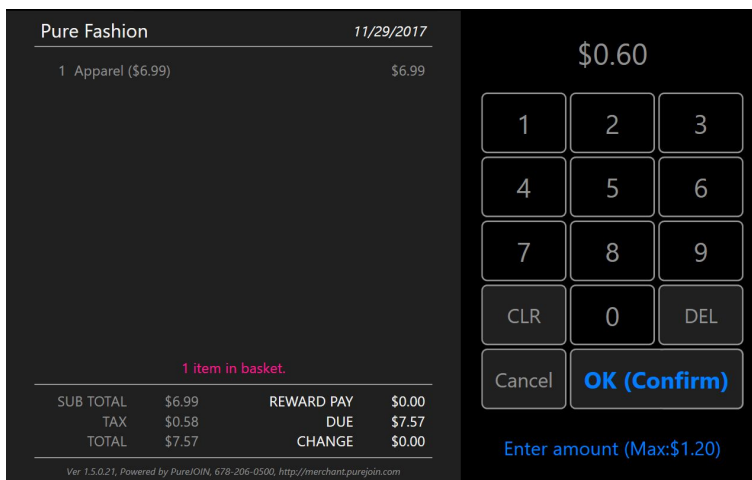 Pure Fashion 11/29/2017
1 Apparel ($6.99) $6.99
1 item in basket.
SUB TOTAL $6.99 REWARD PAY $0.00
TAX $0.58 DUE $7.57
TOTAL $7.57 CHANGE $0.00
Ver 1.5.0.21, Powered by PureJOIN, 678-206-0500, http://merchant.purejoin.com
$0.60
1 2 3
4 5 6
7 8 9
CLR 0 DEL
Cancel OK (Confirm)
Enter amount (Max:$1.20)